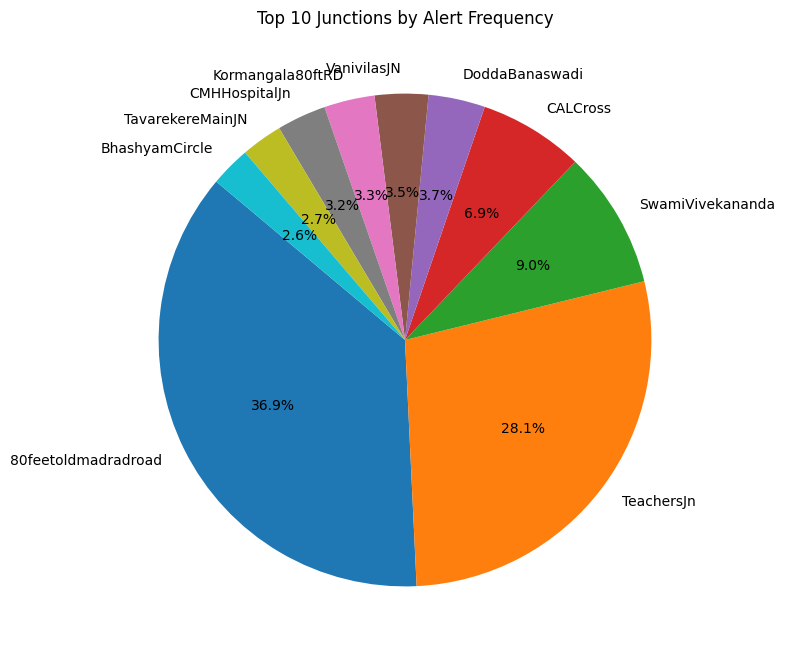 Top 10 Junctions by Alert Frequency
VanivilasJN
Kormangala80ftRD
DoddaBanaswadi
CMHHospitalJn
CALCross
TavarekereMainJN
BhashyamCircle
SwamiVivekananda
3.3%
3.5%
3.7%
3.2%
6.9%
2.7%
2.6%
9.0%
36.9%
28.1%
80feetoldmadradroad
TeachersJn